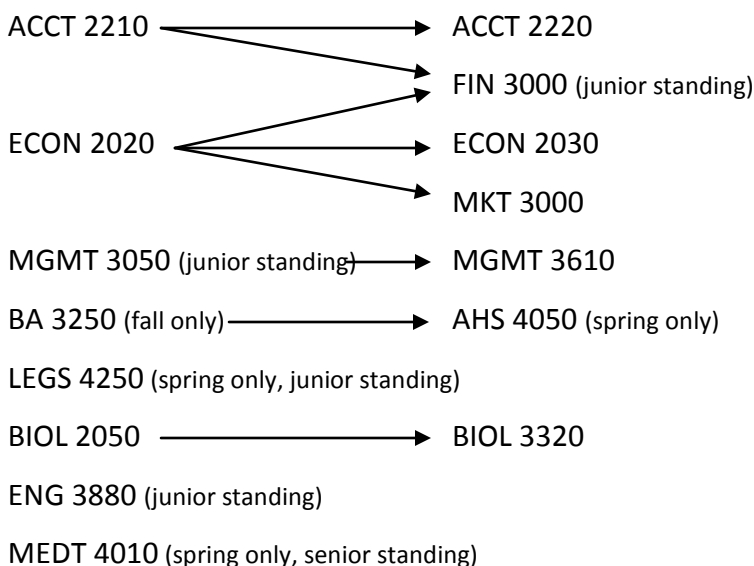 ACCT 2210 ACCT 2220
FIN 3000 (junior standing)
ECON 2020 ECON 2030
MKT 3000
MGMT 3050 (junior standing) MGMT 3610
BA 3250 (fall only) AHS 4050 (spring only)
LEGS 4250 (spring only, junior standing)
BIOL 2050 BIOL 3320
ENG 3880 (junior standing)
MEDT 4010 (spring only, senior standing)